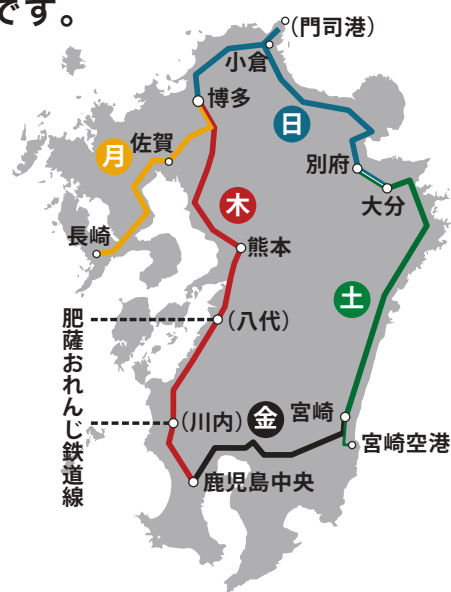 です。
(門司港)
小倉
博多
日
佐賀
月
別府
木
大分
長崎
熊本
土
(八代)
肥薩おれんじ鉄道線
(川内)
金
宮崎
宮崎空港
鹿児島中央